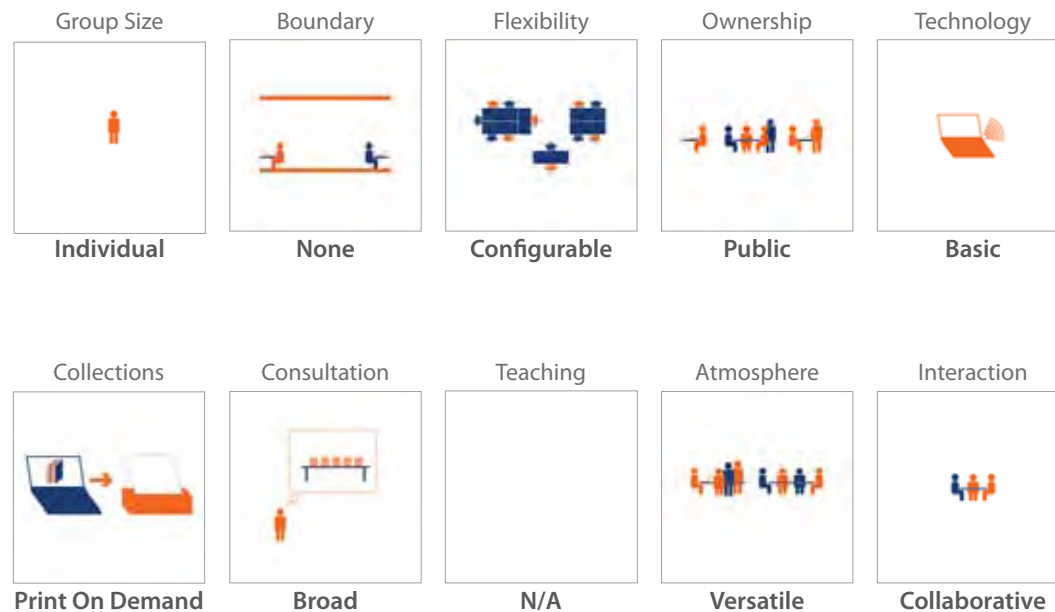 Group Size
Boundary
Flexibility
Ownership
Technology
Individual
None
Configurable
Public
Basic
Collections
Consultation
Teaching
Atmosphere
Interaction
Print On Demand
Broad
N/A
Versatile
Collaborative